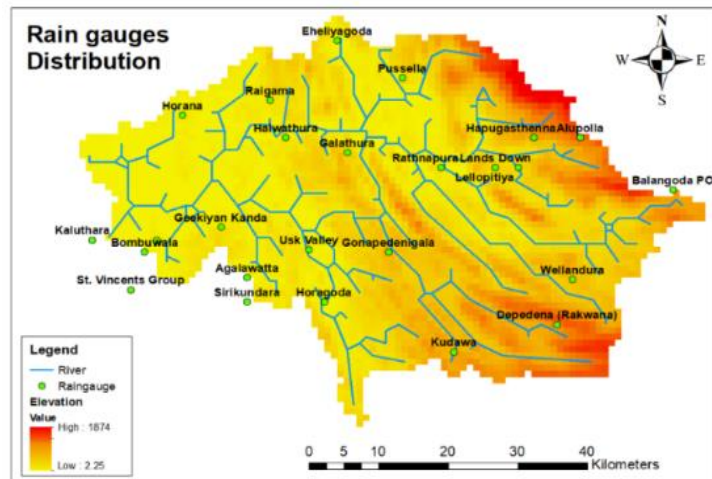 Rain gauges
Distribution
N
W E
S
Eheliyagoda
Pussella
Raigama
Horana
Halwathura
Galathura
Hapugasthenna Alupolla
Rathnapura Lands Down
Lellopitiya
Balangoda PO
Geekiyan Kanda
Kaluthara
Bombuwala
Usk Valley
Gonapedenigala
St. Vincents Group
Agalawatta
Sirikundara
Horagoda
Wellandura
Depedena (Rakwana)
Kudawa
Legend
River
Raingauge
Elevation
Value
High : 1874
Low : 2.25
0 5 10 20 30 40
Kilometers